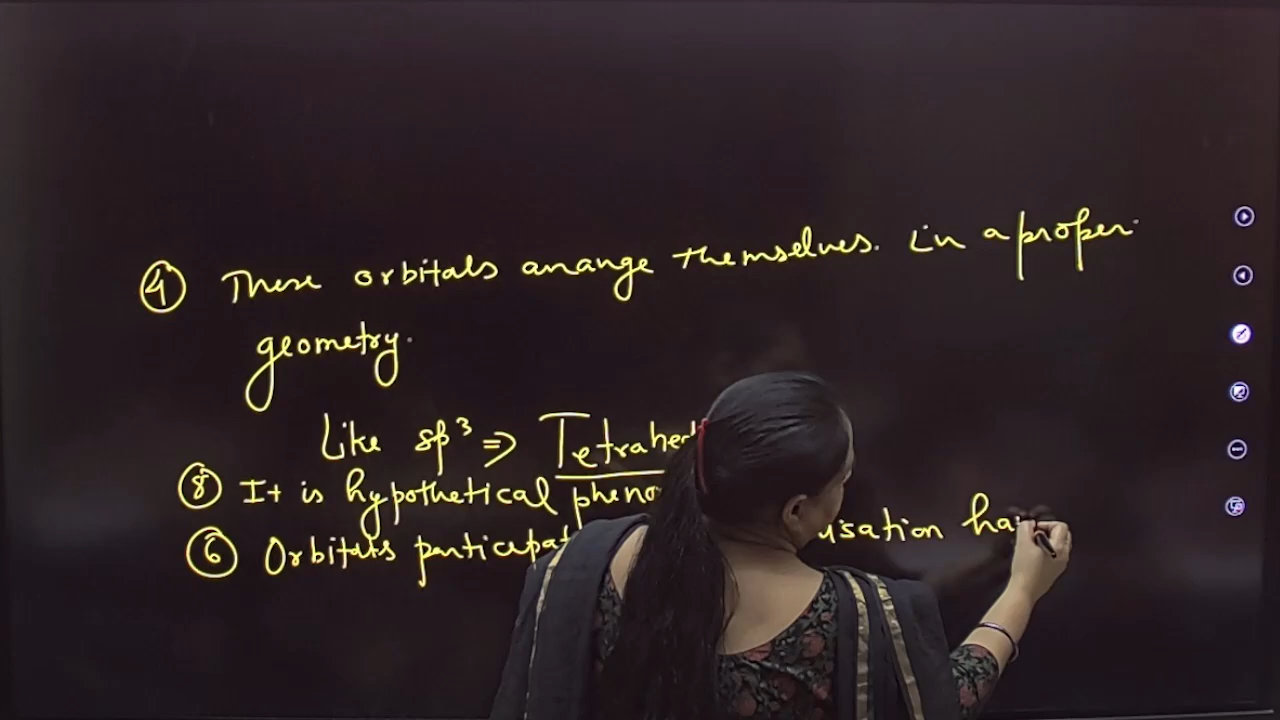 ④ These orbitals arrange themselves. in a proper
geometry.
Like sp³ ⇒ Tetrahed
⑧ It is hypothetical pheno
⑥ Orbitals participat usation ha